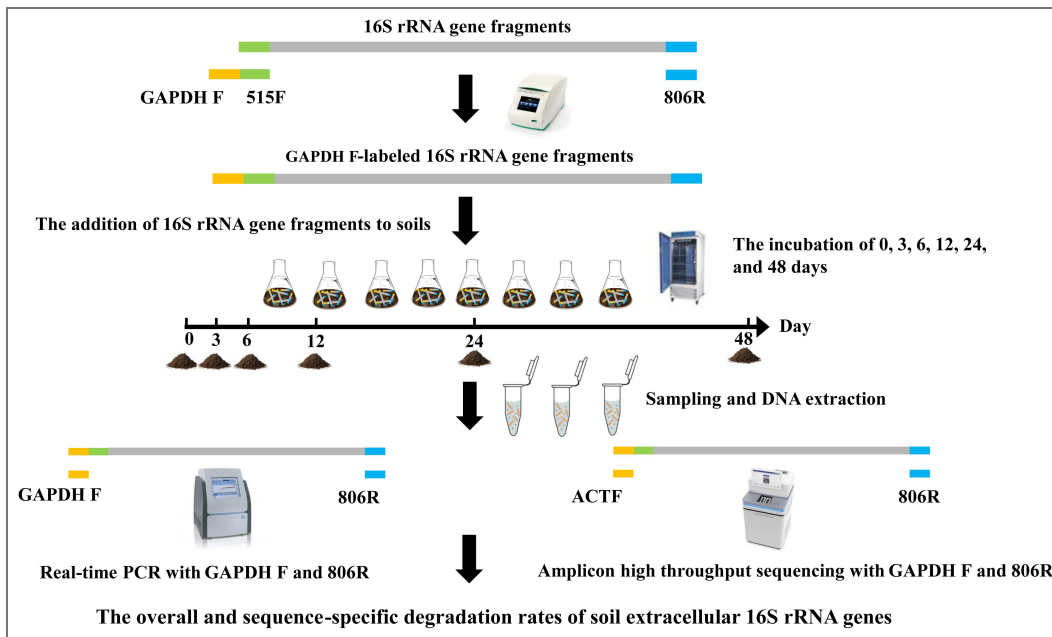 16S rRNA gene fragments
GAPDH F
515F
806R
GAPDH F-labeled 16S rRNA gene fragments
The addition of 16S rRNA gene fragments to soils
The incubation of 0, 3, 6, 12, 24,
and 48 days
0
3
6
12
24
48
Day
Sampling and DNA extraction
GAPDH F
806R
ACTF
806R
Real-time PCR with GAPDH F and 806R
Amplicon high throughput sequencing with GAPDH F and 806R
The overall and sequence-specific degradation rates of soil extracellular 16S rRNA genes